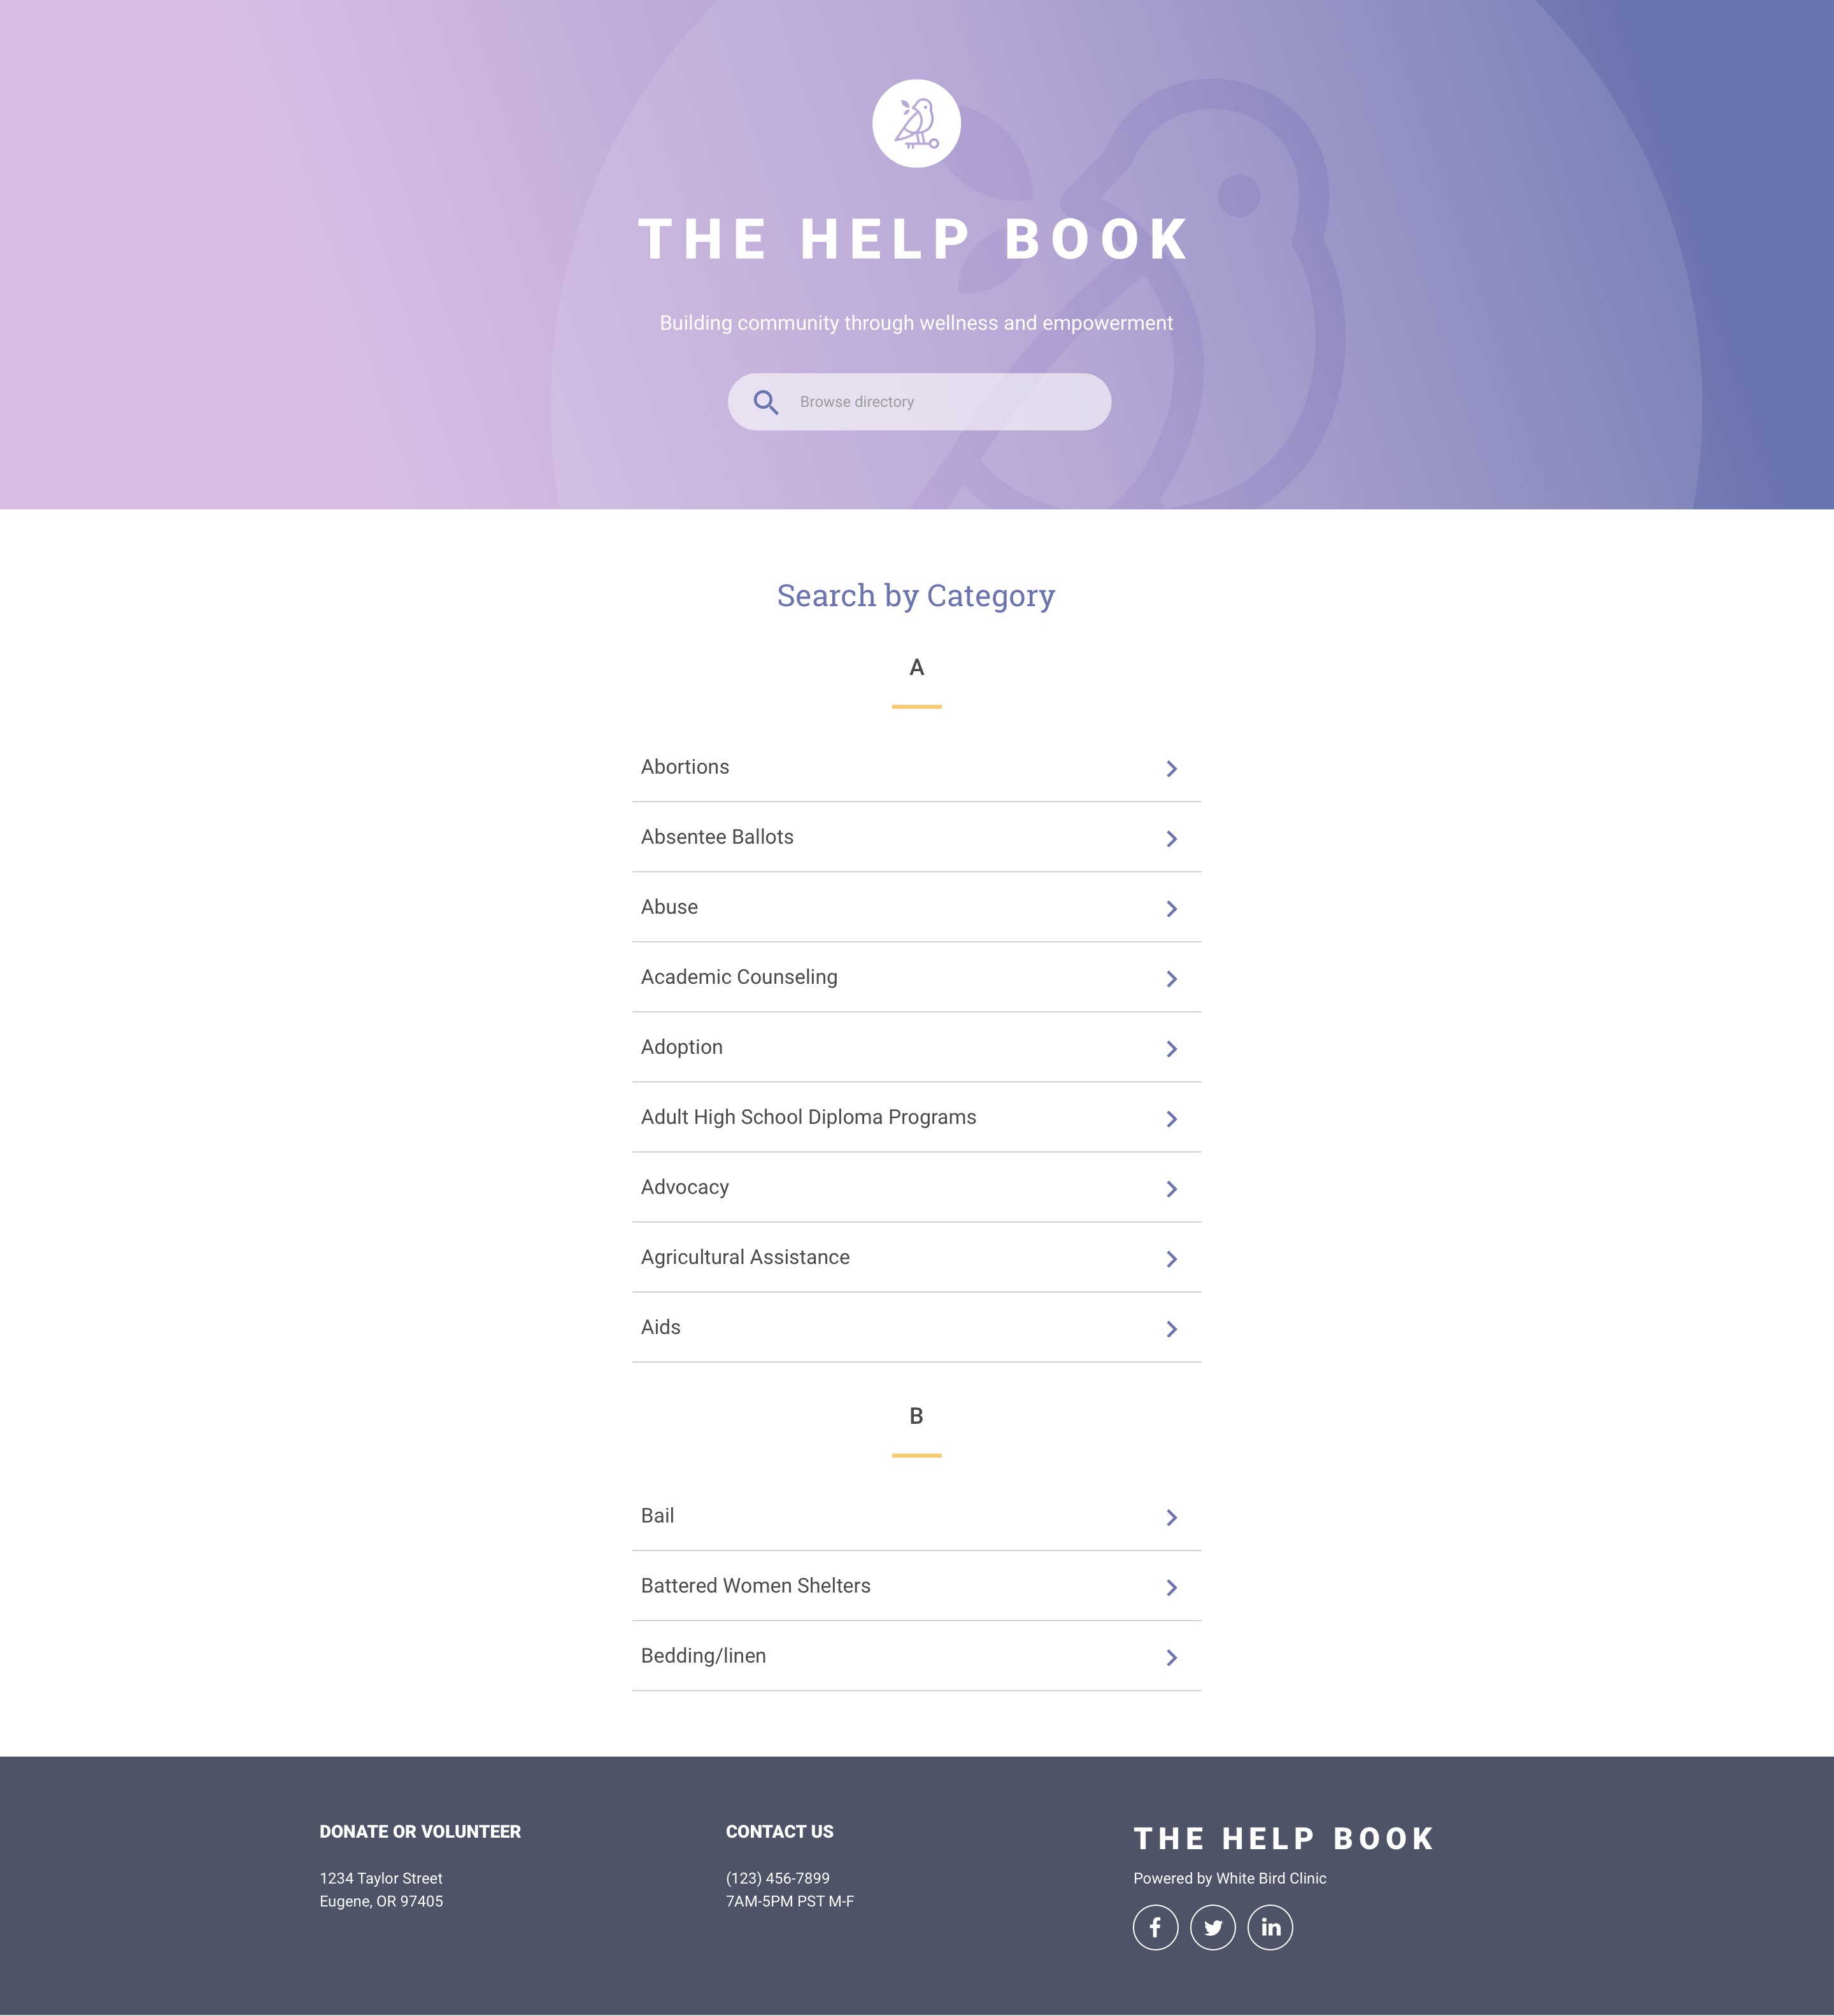 THE HELP BOOK
Building community through wellness and empowerment
Browse directory
Search by Category
A
Abortions
Absentee Ballots
Abuse
Academic Counseling
Adoption
Adult High School Diploma Programs
Advocacy
Agricultural Assistance
Aids
B
Bail
Battered Women Shelters
Bedding/linen
DONATE OR VOLUNTEER
1234 Taylor Street
Eugene, OR 97405
CONTACT US
(123) 456-7899
7AM-5PM PST M-F
THE HELP BOOK
Powered by White Bird Clinic